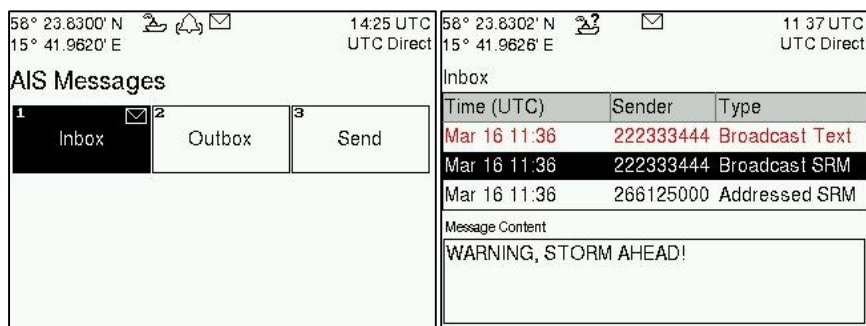 58° 23.8300' N
14:25 UTC
15° 41.9620' E
UTC Direct
AIS Messages
1
Inbox
2
Outbox
3
Send
58° 23.8302' N
11 37 UTC
15° 41.9626' E
UTC Direct
Inbox
Time (UTC) Sender Type
Mar 16 11:36 222333444 Broadcast Text
Mar 16 11:36 222333444 Broadcast SRM
Mar 16 11:36 266125000 Addressed SRM
Message Content
WARNING, STORM AHEAD!